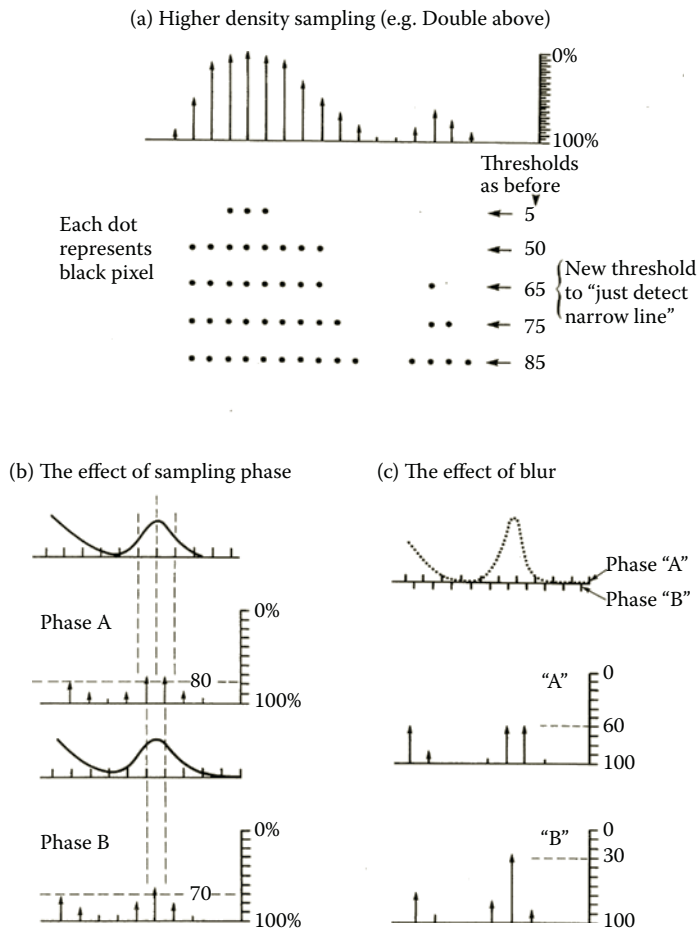 (a) Higher density sampling (e.g. Double above)
0%
100%
Thresholds
as before
Each dot
represents
black pixel
5
50
65
75
85
New threshold
to “just detect
narrow line”
(b) The effect of sampling phase
Phase A
0%
80
100%
Phase B
0%
70
100%
(c) The effect of blur
Phase “A”
Phase “B”
“A”
0
60
100
“B”
0
30
100